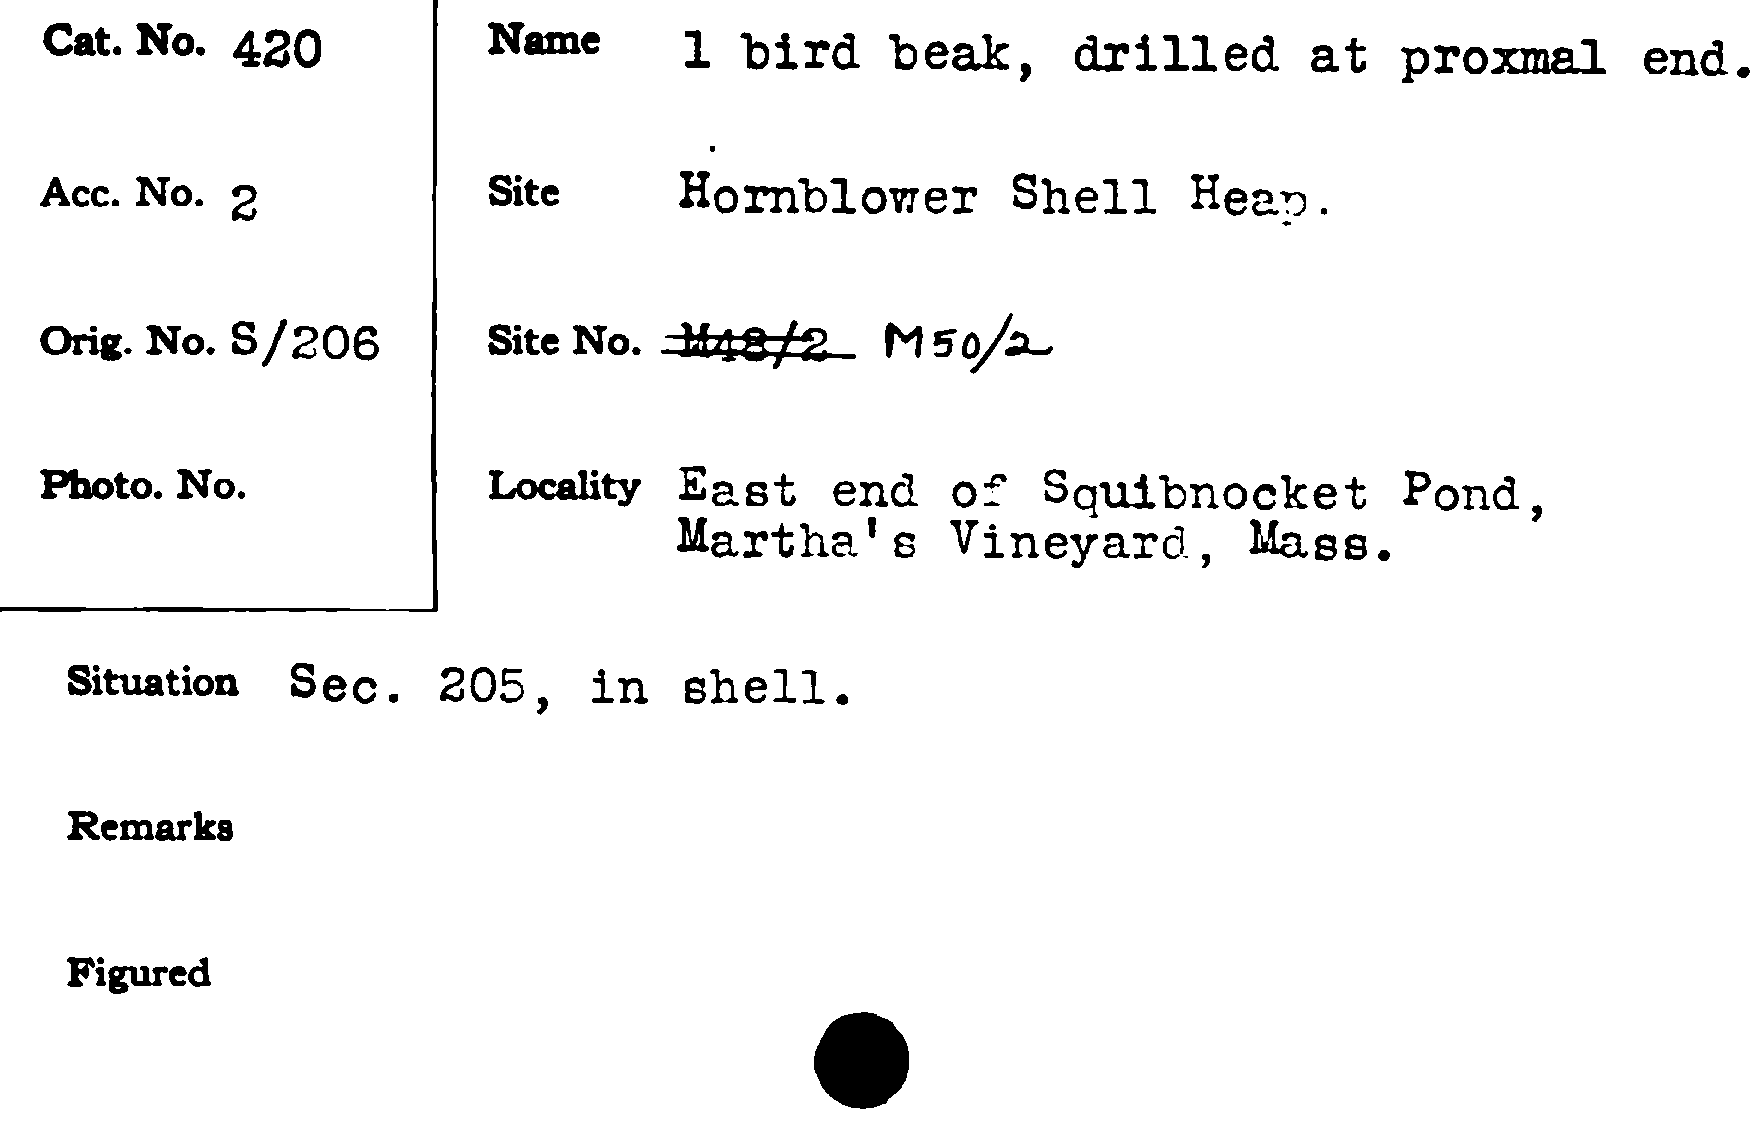 Cat. No. 420
Name 1 bird beak, drilled at proxmal end.
Acc. No. 2
Site Hornblower Shell Heap.
Orig. No. S/206
Site No. M48/2 M50/2
Photo. No.
Locality East end of Squibnocket Pond,
Martha's Vineyard, Mass.
Situation Sec. 205, in shell.
Remarks
Figured